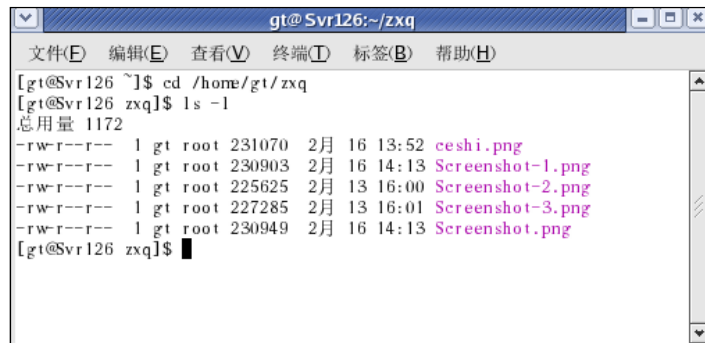 gt@Svr126:~/zxq
文件(F) 编辑(E) 查看(V) 终端(T) 标签(B) 帮助(H)
[gt@Svr126 ~]$ cd /home/gt/zxq
[gt@Svr126 zxq]$ ls -l
总用量 1172
-rw-r--r-- 1 gt root 231070 2月 16 13:52 ceshi.png
-rw-r--r-- 1 gt root 230903 2月 16 14:13 Screenshot-1.png
-rw-r--r-- 1 gt root 225625 2月 13 16:00 Screenshot-2.png
-rw-r--r-- 1 gt root 227285 2月 13 16:01 Screenshot-3.png
-rw-r--r-- 1 gt root 230949 2月 16 14:13 Screenshot.png
[gt@Svr126 zxq]$